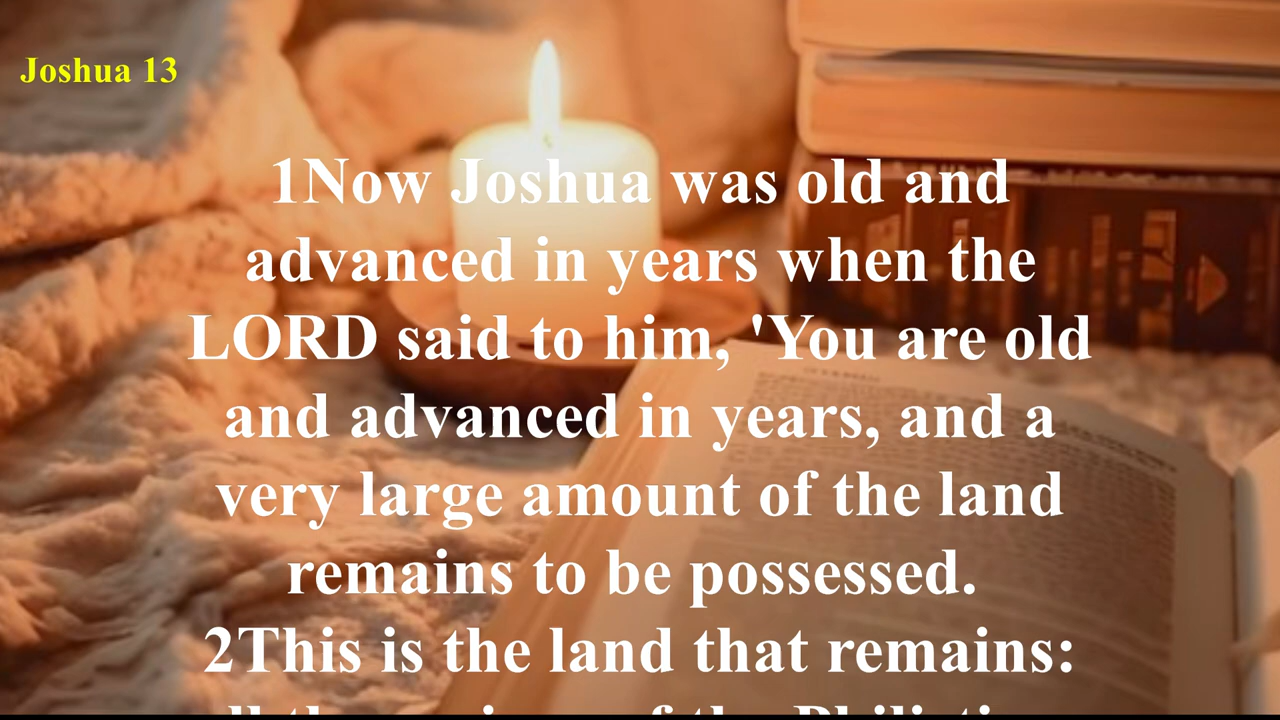 Joshua 13
1Now Joshua was old and
advanced in years when the
LORD said to him, 'You are old
and advanced in years, and a
very large amount of the land
remains to be possessed.
2This is the land that remains: